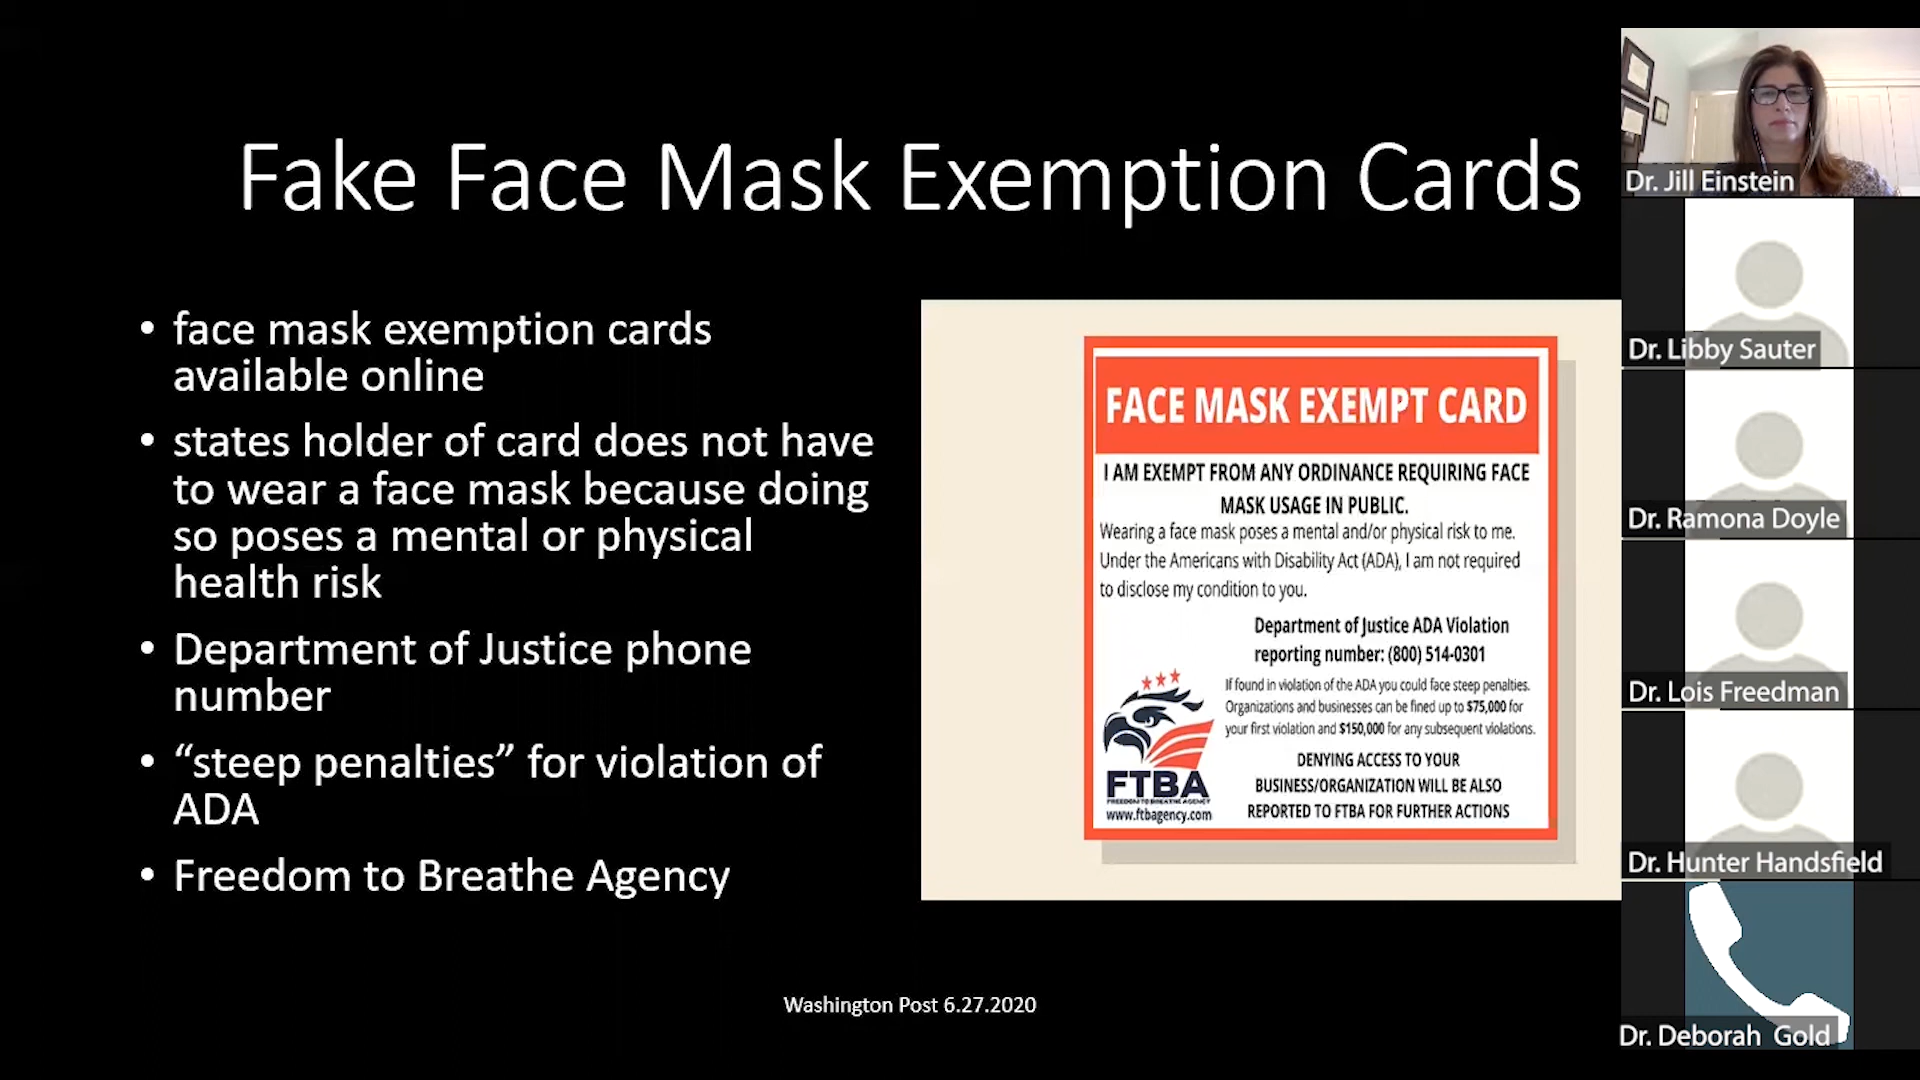 Fake Face Mask Exemption Cards
• face mask exemption cards
available online
• states holder of card does not have
to wear a face mask because doing
so poses a mental or physical
health risk
• Department of Justice phone
number
• “steep penalties” for violation of
ADA
• Freedom to Breathe Agency
FACE MASK EXEMPT CARD
I AM EXEMPT FROM ANY ORDINANCE REQUIRING FACE
MASK USAGE IN PUBLIC.
Wearing a face mask poses a mental and/or physical risk to me.
Under the Americans with Disability Act (ADA), I am not required
to disclose my condition to you.
Department of Justice ADA Violation
reporting number: (800) 514-0301
If found in violation of the ADA you could face steep penalties.
Organizations and businesses can be fined up to $75,000 for
your first violation and $150,000 for any subsequent violations.
DENYING ACCESS TO YOUR
BUSINESS/ORGANIZATION WILL BE ALSO
REPORTED TO FTBA FOR FURTHER ACTIONS
FTBA
FREEDOM TO BREATHE AGENCY
www.ftbagency.com
Washington Post 6.27.2020
Dr. Jill Einstein
Dr. Libby Sauter
Dr. Ramona Doyle
Dr. Lois Freedman
Dr. Hunter Handsfield
Dr. Deborah Gold